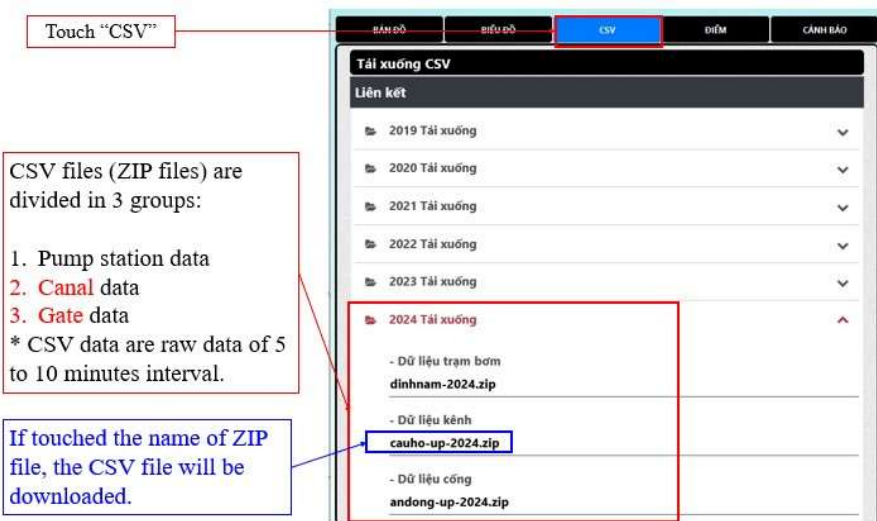 Touch “CSV”
BẢN ĐỒ
BIỂU ĐỒ
CSV
ĐIỂM
CẢNH BÁO
Tải xuống CSV
Liên kết
2019 Tải xuống
2020 Tải xuống
2021 Tải xuống
2022 Tải xuống
2023 Tải xuống
2024 Tải xuống
- Dữ liệu trạm bơm
dinhnam-2024.zip
- Dữ liệu kênh
cauho-up-2024.zip
- Dữ liệu cống
andong-up-2024.zip
CSV files (ZIP files) are
divided in 3 groups:
1. Pump station data
2. Canal data
3. Gate data
* CSV data are raw data of 5
to 10 minutes interval.
If touched the name of ZIP
file, the CSV file will be
downloaded.